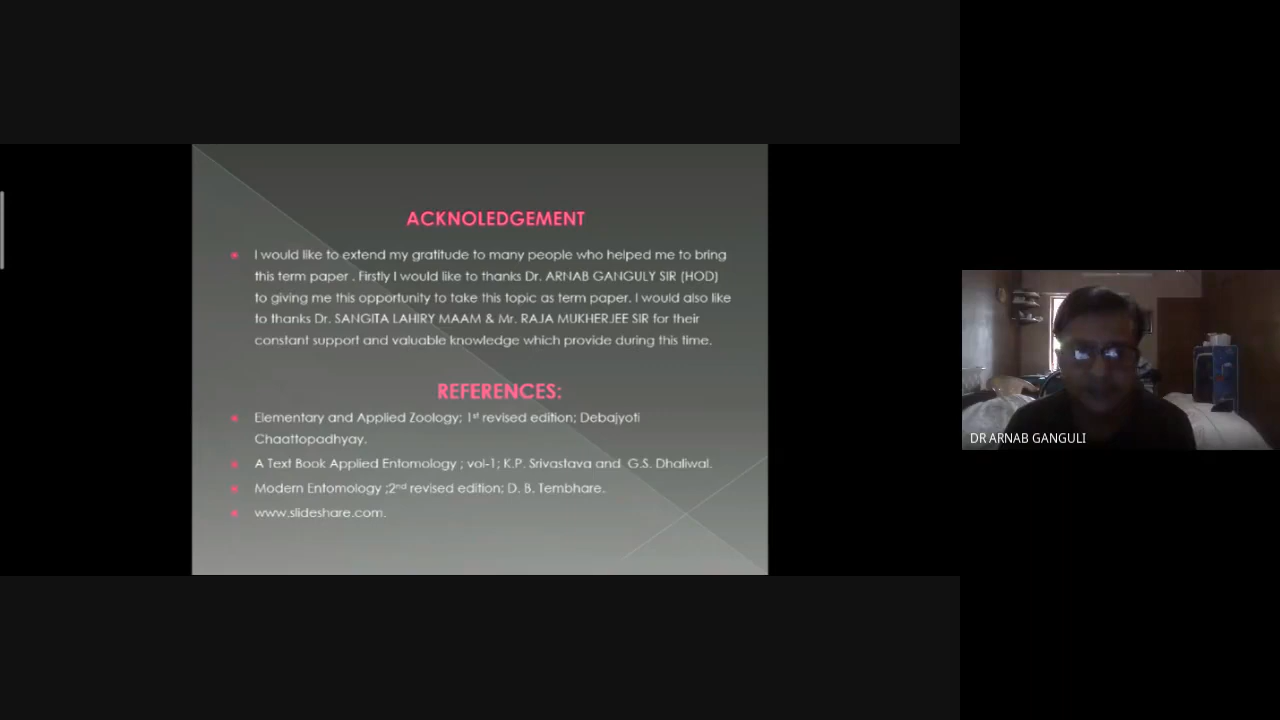 ACKNOLEDGEMENT
I would like to extend my gratitude to many people who helped me to bring
this term paper . Firstly I would like to thanks Dr. ARNAB GANGULY SIR (HOD)
to giving me this opportunity to take this topic as term paper. I would also like
to thanks Dr. SANGITA LAHIRY MAAM & Mr. RAJA MUKHERJEE SIR for their
constant support and valuable knowledge which provide during this time.
REFERENCES:
Elementary and Applied Zoology; 1st revised edition; Debajyoti
Chaattopadhyay.
A Text Book Applied Entomology ; vol-1; K.P. Srivastava and G.S. Dhaliwal.
Modern Entomology ;2nd revised edition; D. B. Tembhare.
www.slideshare.com.
DR ARNAB GANGULI